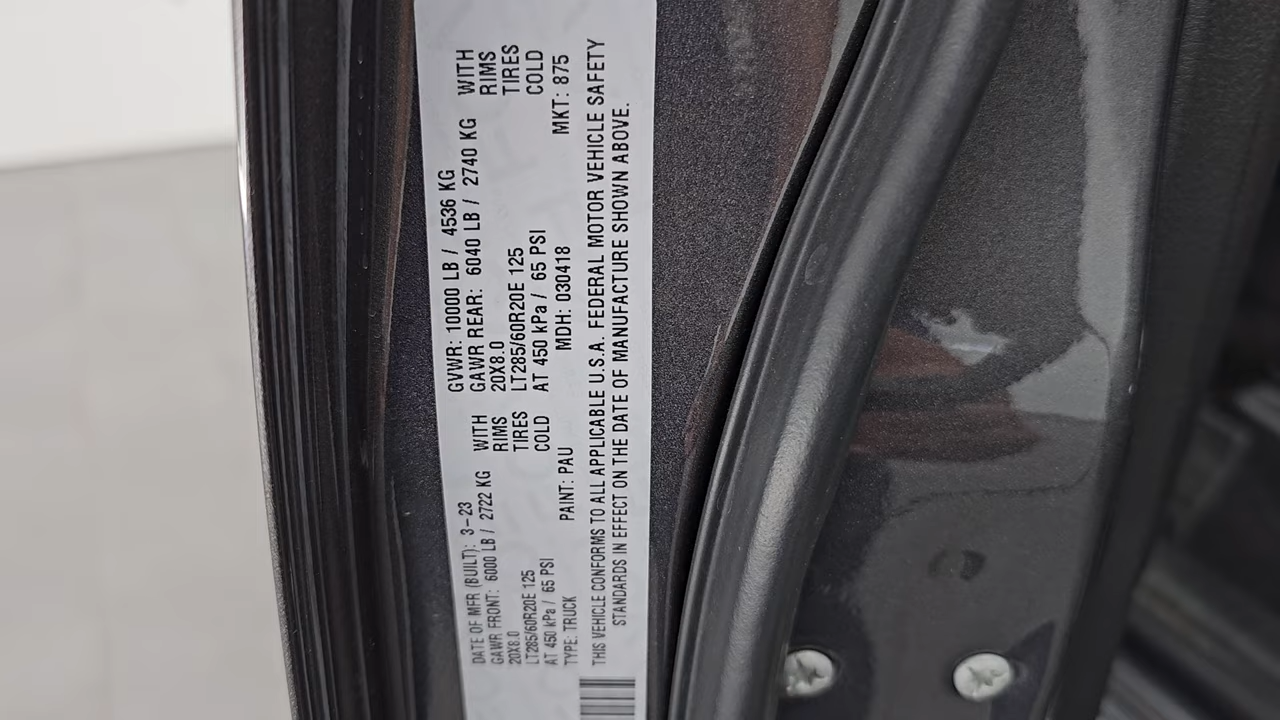 DATE OF MFR (BUILT): 3-23 GVWR: 10000 LB / 4536 KG
GAWR FRONT: 6000 LB / 2722 KG WITH GAWR REAR: 6040 LB / 2740 KG WITH
20X8.0 RIMS 20X8.0 RIMS
LT285/60R20E 125 TIRES LT285/60R20E 125 TIRES
AT 450 kPa / 65 PSI COLD AT 450 kPa / 65 PSI COLD
TYPE: TRUCK PAINT: PAU MDH: 030418 MKT: 875
THIS VEHICLE CONFORMS TO ALL APPLICABLE U.S.A. FEDERAL MOTOR VEHICLE SAFETY
STANDARDS IN EFFECT ON THE DATE OF MANUFACTURE SHOWN ABOVE.